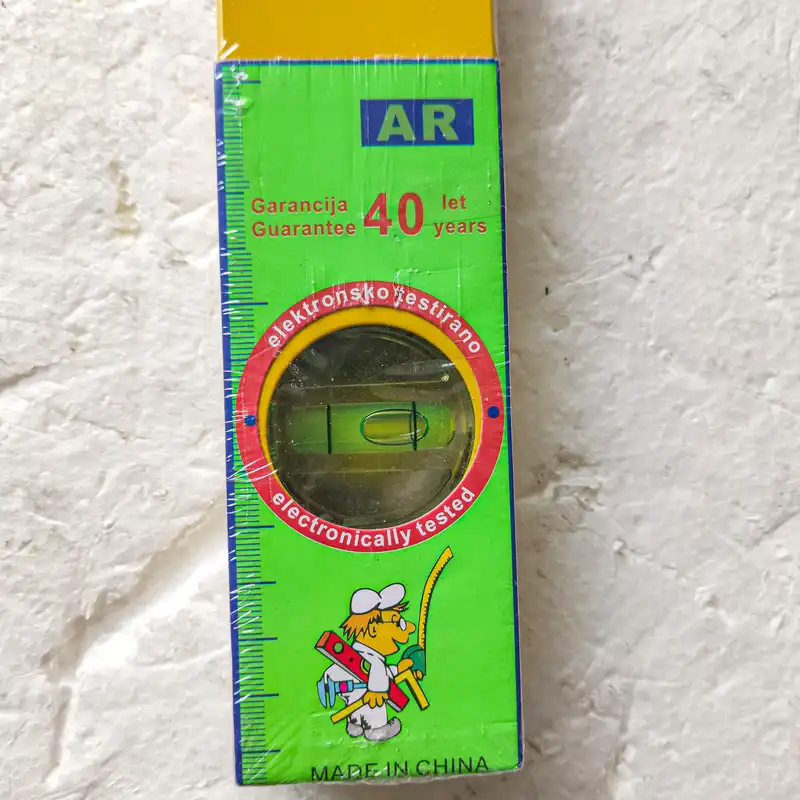 AR
Garancija 40 let
Guarantee years
elektronsko testirano
electronically tested
MADE IN CHINA